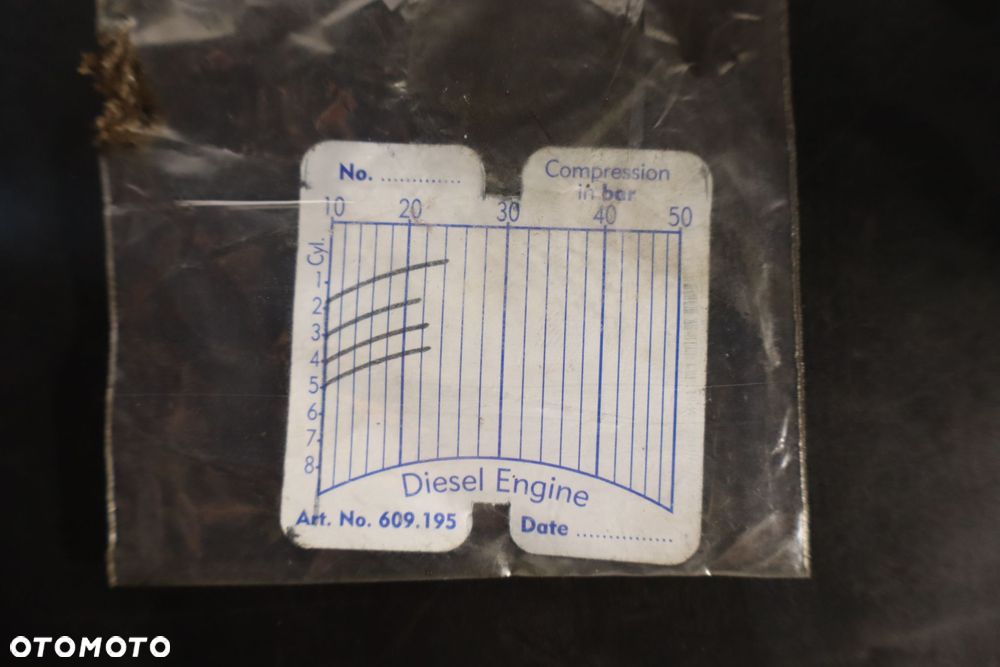 No. .............
Compression
in bar
10 20 30 40 50
Cyl.
1
2
3
4
5
6
7
8
Diesel Engine
Art. No. 609.195
Date ...............
OTOMOTO